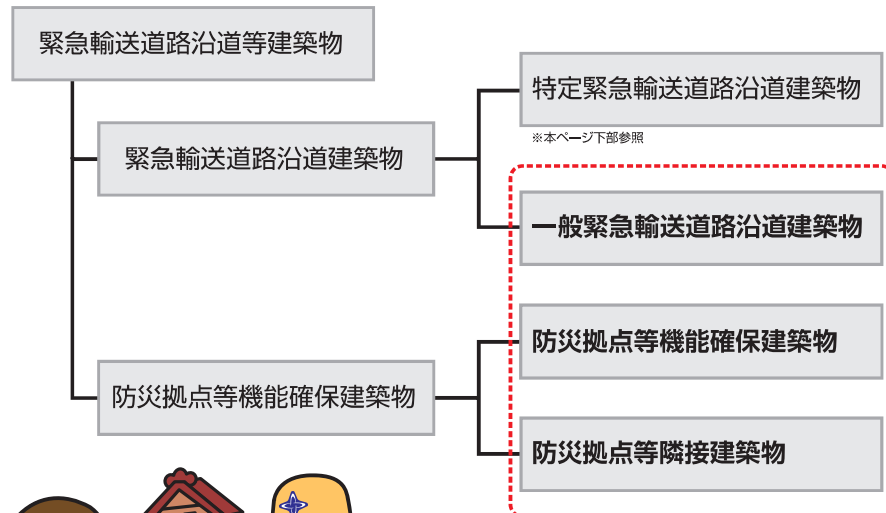 緊急輸送道路沿道等建築物
緊急輸送道路沿道建築物
特定緊急輸送道路沿道建築物
※本ページ下部参照
一般緊急輸送道路沿道建築物
防災拠点等機能確保建築物
防災拠点等機能確保建築物
防災拠点等隣接建築物